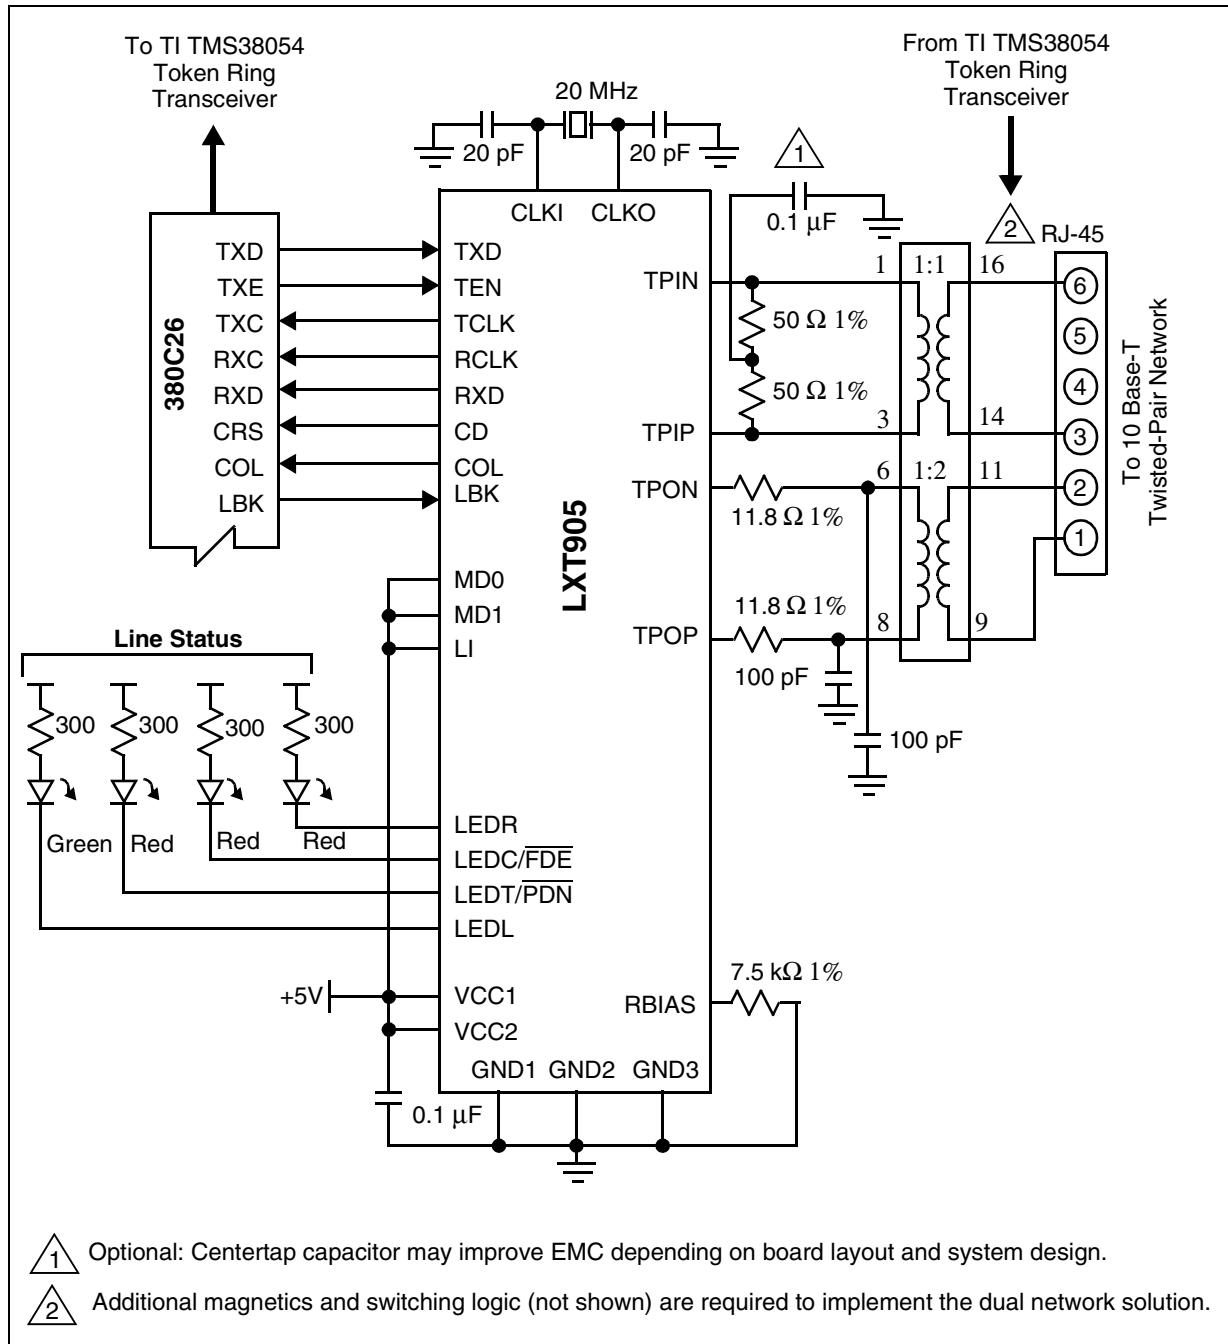 To TI TMS38054
Token Ring
Transceiver
From TI TMS38054
Token Ring
Transceiver
20 MHz
20 pF
20 pF
1
0.1 μF
2
RJ-45
CLKI
CLKO
380C26
TXD
TXE
TXC
RXC
RXD
CRS
COL
LBK
LXT905
TXD
TEN
TCLK
RCLK
RXD
CD
COL
LBK
MD0
MD1
LI
LEDR
LEDC/FDE
LEDT/PDN
LEDL
VCC1
VCC2
GND1
GND2
GND3
TPIN
TPIP
TPON
TPOP
RBIAS
50 Ω 1%
50 Ω 1%
11.8 Ω 1%
11.8 Ω 1%
100 pF
100 pF
7.5 kΩ 1%
1
1:1
16
3
14
6
1:2
11
8
9
6
5
4
3
2
1
To 10 Base-T
Twisted-Pair Network
Line Status
300
300
300
300
Green
Red
Red
Red
+5V
0.1 μF
1
Optional: Centertap capacitor may improve EMC depending on board layout and system design.
2
Additional magnetics and switching logic (not shown) are required to implement the dual network solution.